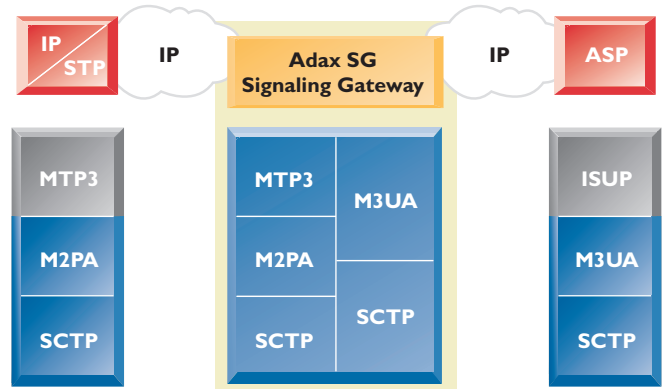 IP
STP
IP
Adax SG
Signaling Gateway
IP
ASP
MTP3
M2PA
SCTP
MTP3
M2PA
SCTP
M3UA
SCTP
ISUP
M3UA
SCTP